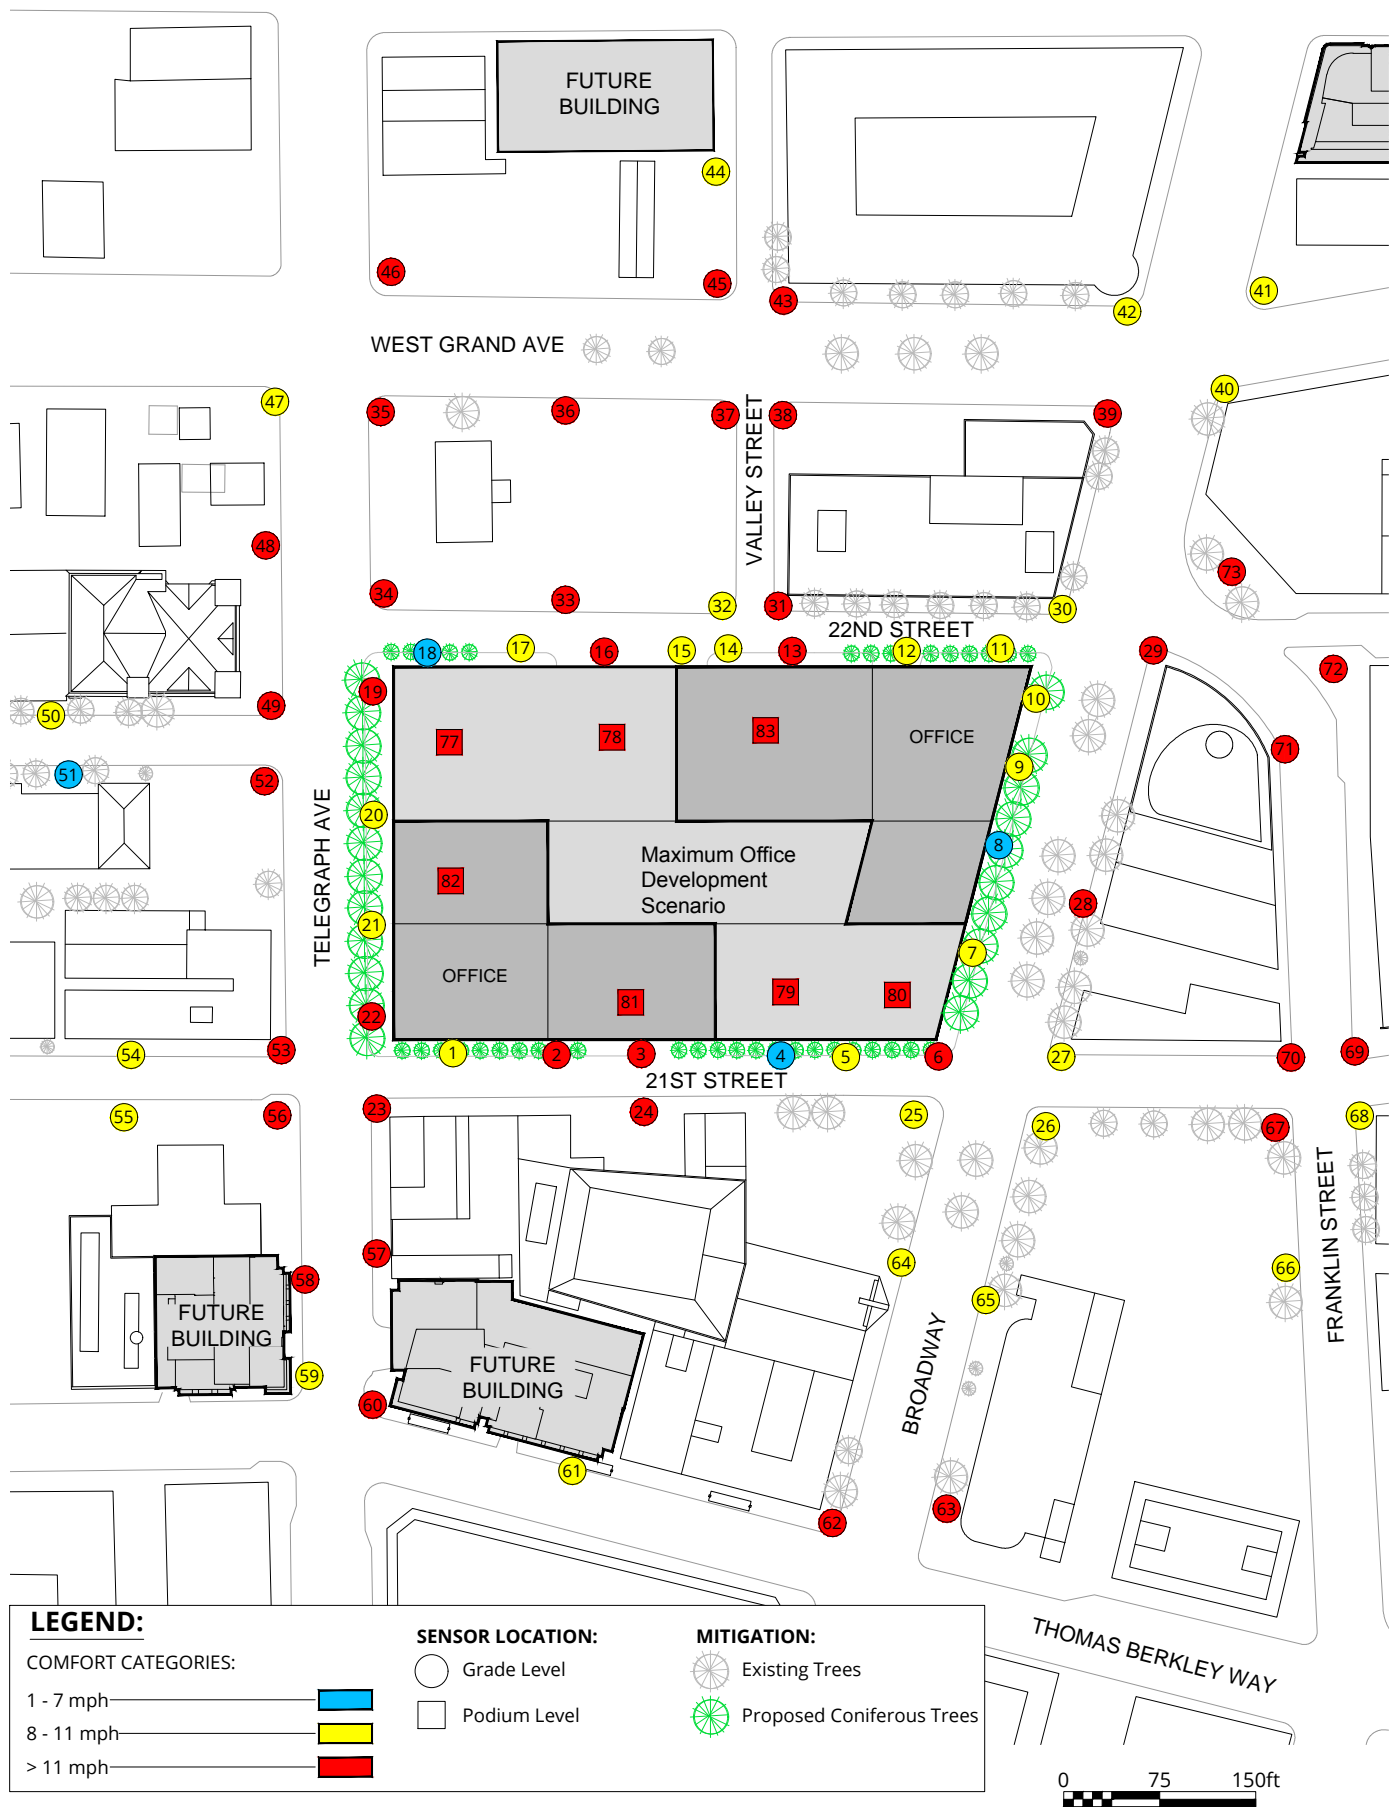 FUTURE
BUILDING
44
46
45
43
42
41
WEST GRAND AVE
47
35
36
37
38
39
40
VALLEY STREET
48
34
33
32
31
30
73
22ND STREET
18
17
16
15
14
13
12
11
29
72
50
49
19
10
77
78
83
OFFICE
71
51
52
9
20
TELEGRAPH AVE
8
Maximum Office
Development
Scenario
82
28
21
7
OFFICE
81
79
80
22
54
53
1
2
3
4
5
6
27
70
69
21ST STREET
55
56
23
24
25
26
67
68
57
58
64
65
66
FRANKLIN STREET
FUTURE
BUILDING
59
FUTURE
BUILDING
BROADWAY
60
61
62
63
THOMAS BERKLEY WAY
LEGEND:
COMFORT CATEGORIES:
1 - 7 mph
8 - 11 mph
> 11 mph
SENSOR LOCATION:
Grade Level
Podium Level
MITIGATION:
Existing Trees
Proposed Coniferous Trees
0 75 150ft